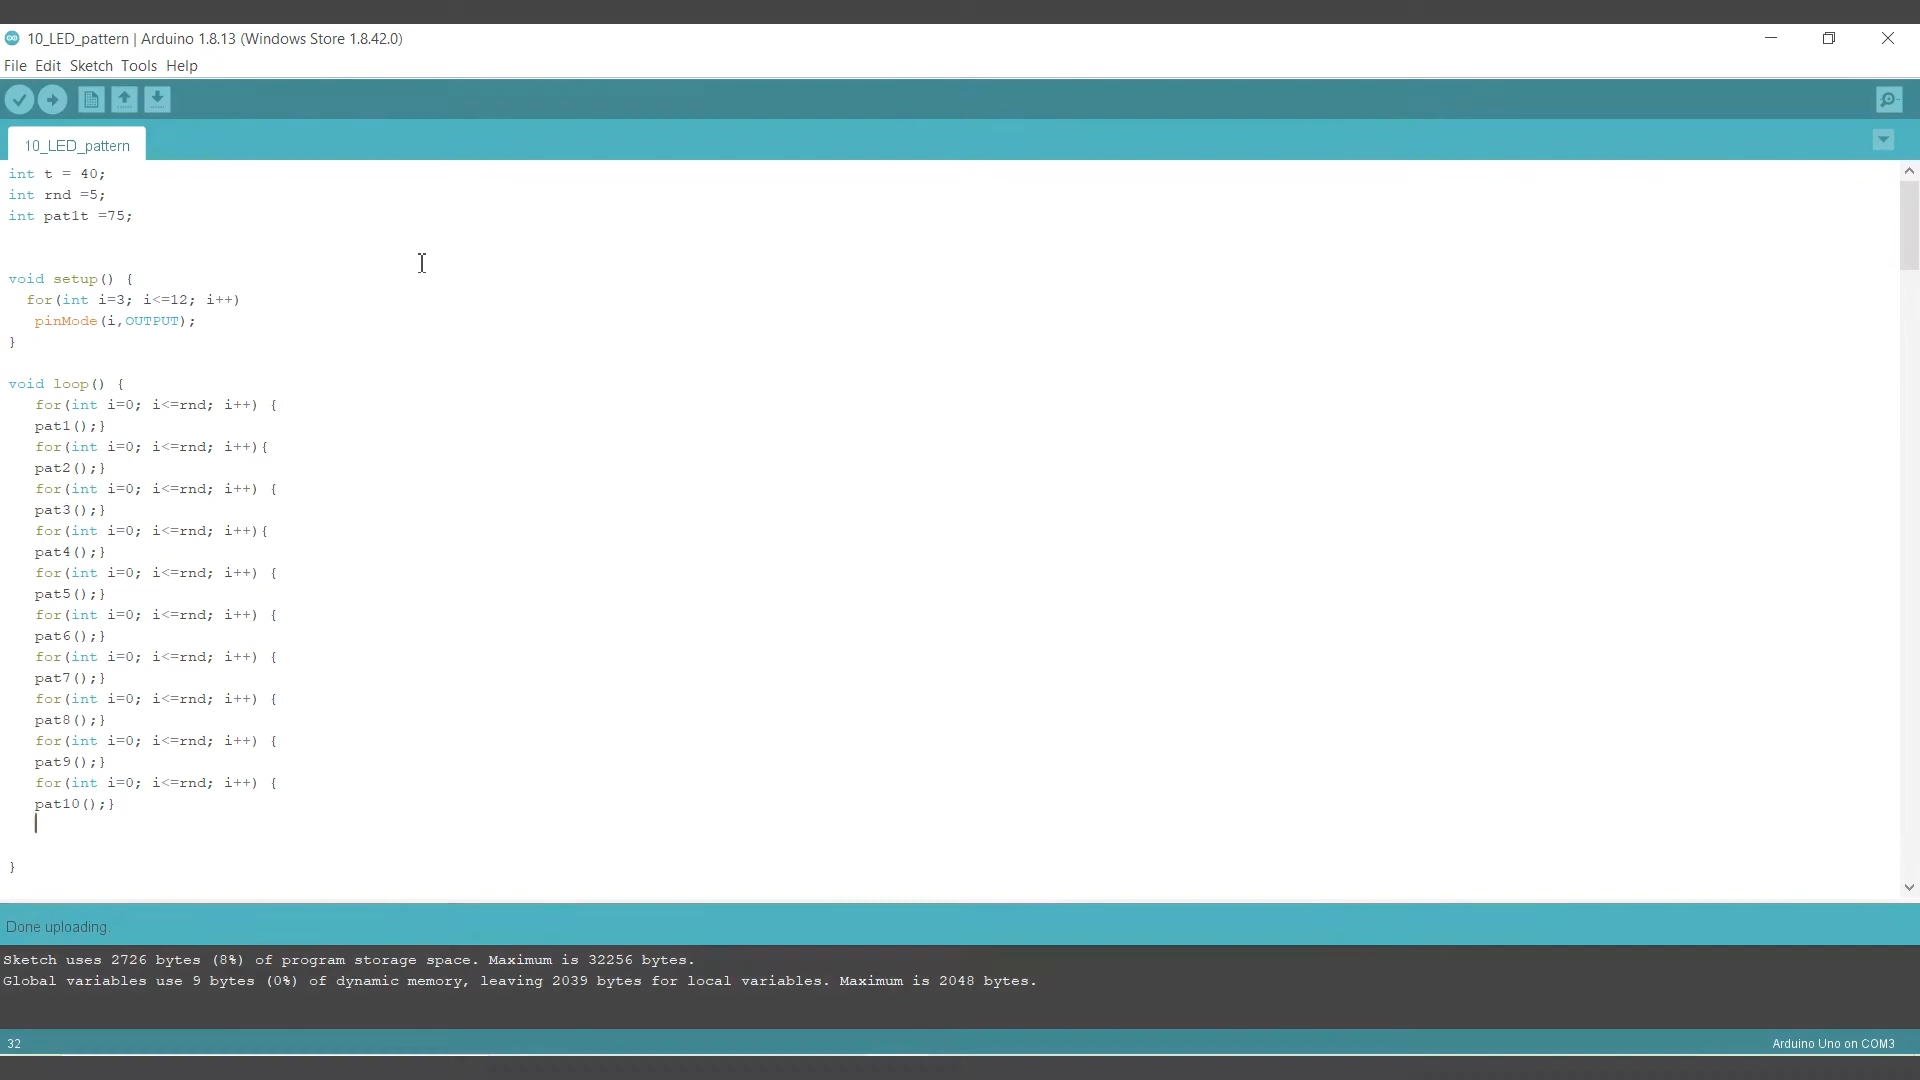 10_LED_pattern | Arduino 1.8.13 (Windows Store 1.8.42.0)
File Edit Sketch Tools Help
10_LED_pattern
int t = 40;
int rnd =5;
int pat1t =75;
void setup() {
for(int i=3; i<=12; i++)
pinMode(i,OUTPUT);
}
void loop() {
for(int i=0; i<=rnd; i++) {
pat1();}
for(int i=0; i<=rnd; i++){
pat2();}
for(int i=0; i<=rnd; i++) {
pat3();}
for(int i=0; i<=rnd; i++){
pat4();}
for(int i=0; i<=rnd; i++) {
pat5();}
for(int i=0; i<=rnd; i++) {
pat6();}
for(int i=0; i<=rnd; i++) {
pat7();}
for(int i=0; i<=rnd; i++) {
pat8();}
for(int i=0; i<=rnd; i++) {
pat9();}
for(int i=0; i<=rnd; i++) {
pat10();}
}
Done uploading.
Sketch uses 2726 bytes (8%) of program storage space. Maximum is 32256 bytes.
Global variables use 9 bytes (0%) of dynamic memory, leaving 2039 bytes for local variables. Maximum is 2048 bytes.
32
Arduino Uno on COM3